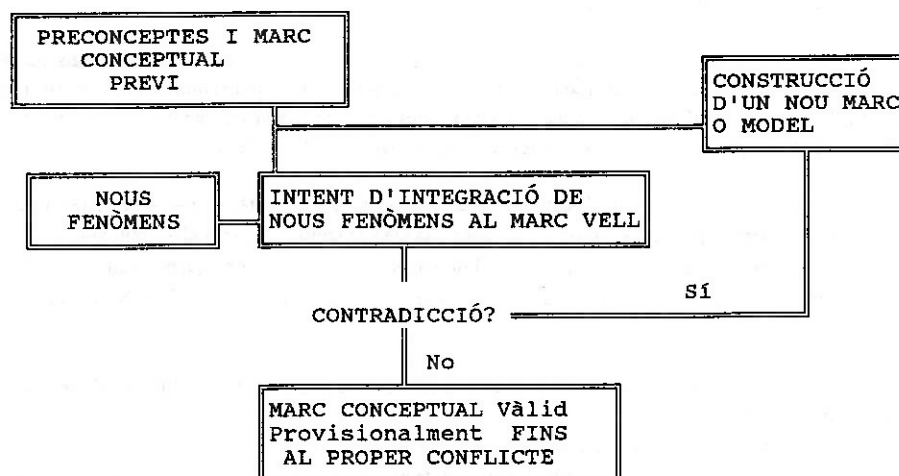 PRECONCEPTES I MARC
CONCEPTUAL
PREVI
CONSTRUCCIÓ
D'UN NOU MARC
O MODEL
NOUS
FENÒMENS
INTENT D'INTEGRACIÓ DE
NOUS FENÒMENS AL MARC VELL
Sí
CONTRADICCIÓ?
No
MARC CONCEPTUAL Vàlid
Provisionalment FINS
AL PROPER CONFLICTE